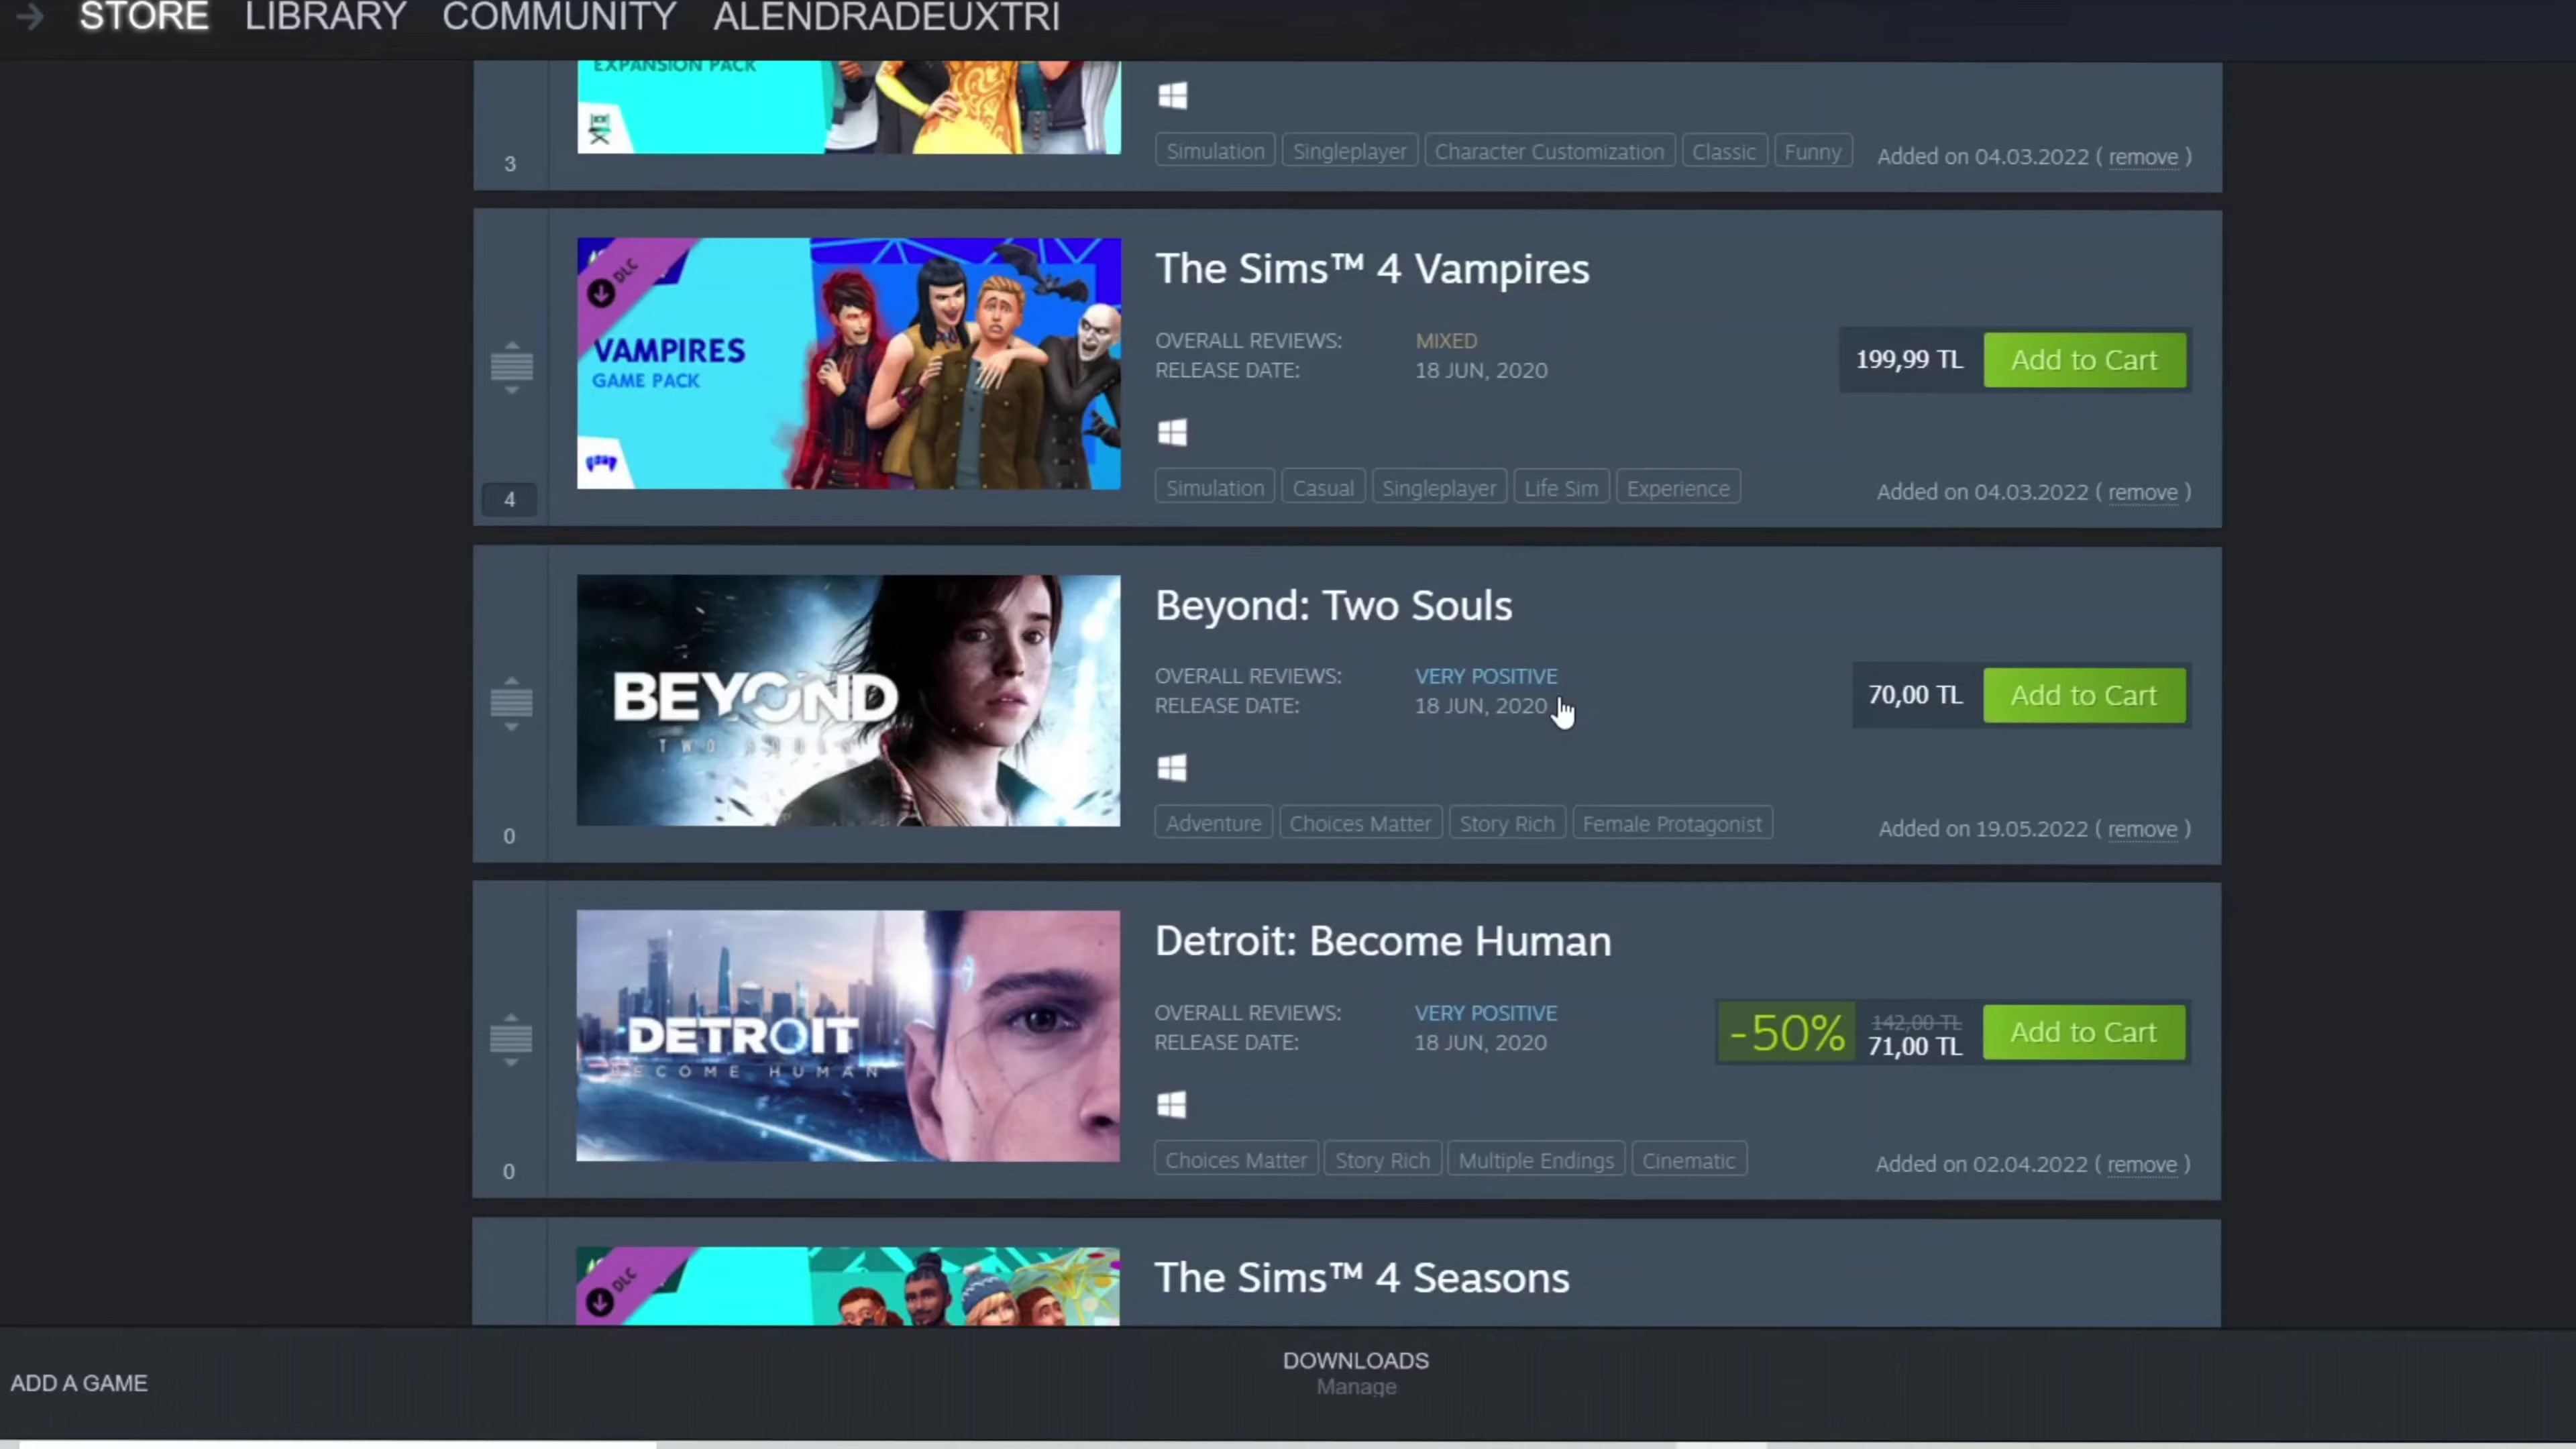 STORE LIBRARY COMMUNITY ALENDRADEUXTRI
EXPANSION PACK
3
Simulation Singleplayer Character Customization Classic Funny
Added on 04.03.2022 ( remove )
DLC
VAMPIRES
GAME PACK
4
The Sims™ 4 Vampires
OVERALL REVIEWS: MIXED
RELEASE DATE: 18 JUN, 2020
199,99 TL Add to Cart
Simulation Casual Singleplayer Life Sim Experience
Added on 04.03.2022 ( remove )
BEYOND
TWO SOULS
0
Beyond: Two Souls
OVERALL REVIEWS: VERY POSITIVE
RELEASE DATE: 18 JUN, 2020
70,00 TL Add to Cart
Adventure Choices Matter Story Rich Female Protagonist
Added on 19.05.2022 ( remove )
DETROIT
BECOME HUMAN
0
Detroit: Become Human
OVERALL REVIEWS: VERY POSITIVE
RELEASE DATE: 18 JUN, 2020
-50% 142,00 TL
71,00 TL
Add to Cart
Choices Matter Story Rich Multiple Endings Cinematic
Added on 02.04.2022 ( remove )
DLC
The Sims™ 4 Seasons
ADD A GAME
DOWNLOADS
Manage